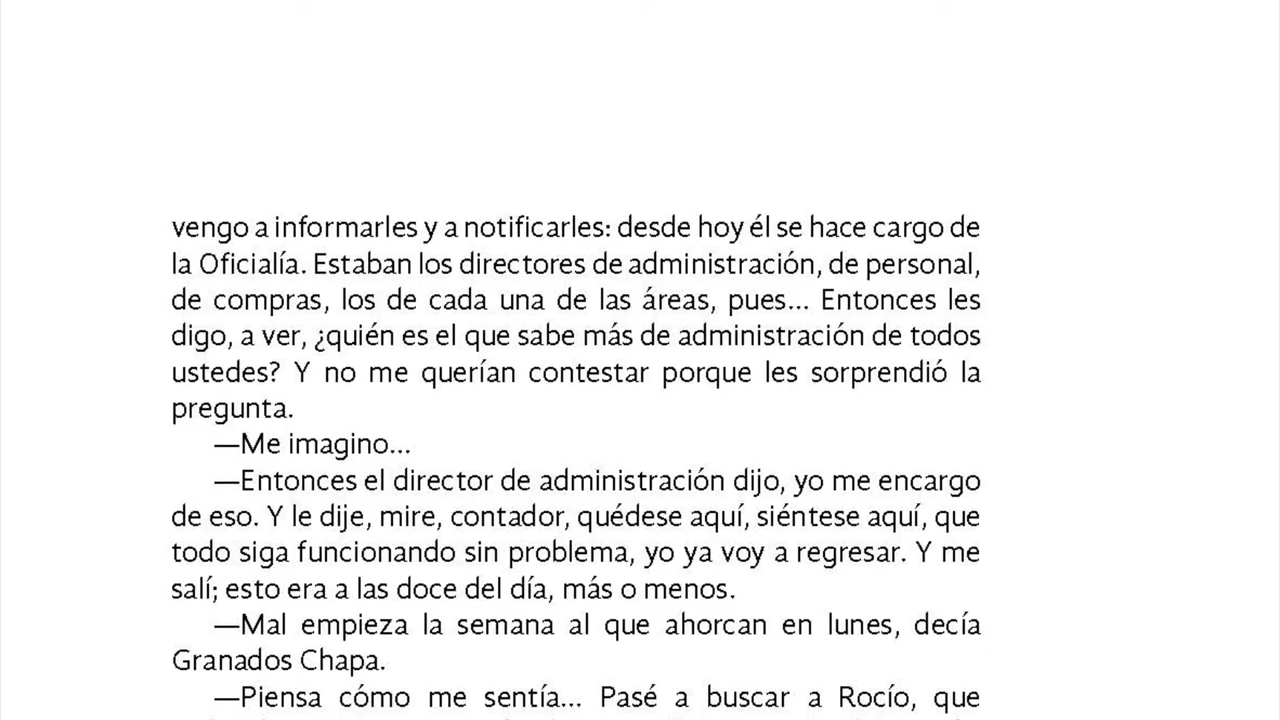 vengo a informarles y a notificarles: desde hoy él se hace cargo de
la Oficialía. Estaban los directores de administración, de personal,
de compras, los de cada una de las áreas, pues... Entonces les
digo, a ver, ¿quién es el que sabe más de administración de todos
ustedes? Y no me querían contestar porque les sorprendió la
pregunta.
—Me imagino...
—Entonces el director de administración dijo, yo me encargo
de eso. Y le dije, mire, contador, quédese aquí, siéntese aquí, que
todo siga funcionando sin problema, yo ya voy a regresar. Y me
salí; esto era a las doce del día, más o menos.
—Mal empieza la semana al que ahorcan en lunes, decía
Granados Chapa.
—Piensa cómo me sentía... Pasé a buscar a Rocío, que